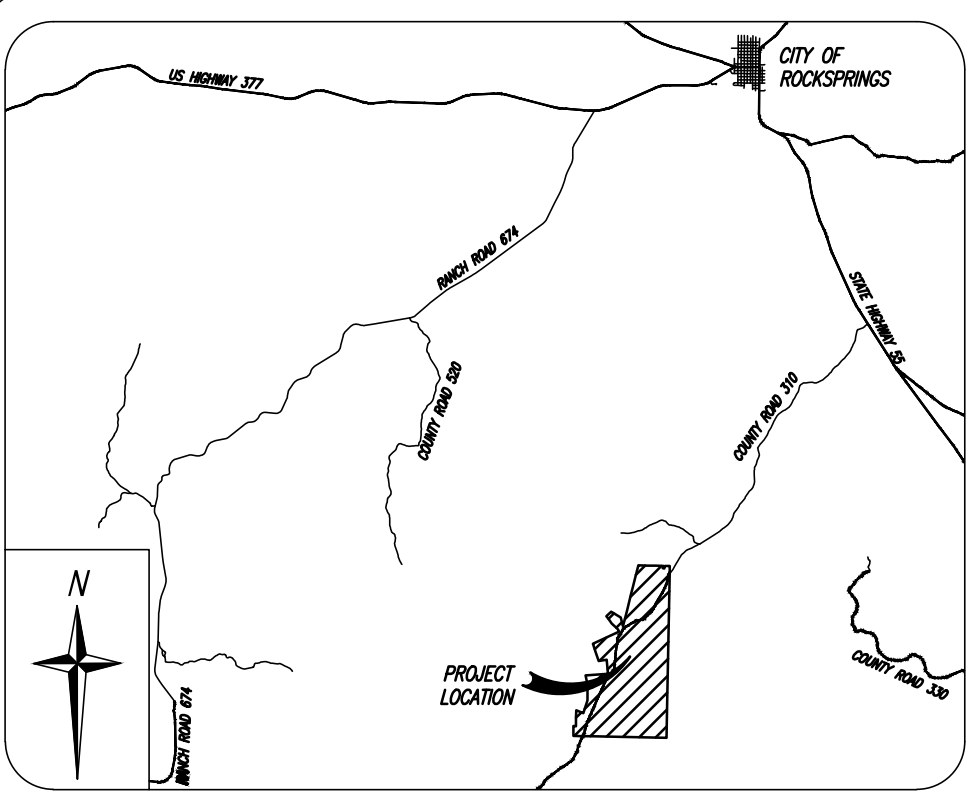 CITY OF
ROCKSPRINGS
US HIGHWAY 377
RANCH ROAD 674
STATE HIGHWAY 55
COUNTY ROAD 520
COUNTY ROAD 310
N
PROJECT
LOCATION
COUNTY ROAD 330
RANCH ROAD 674